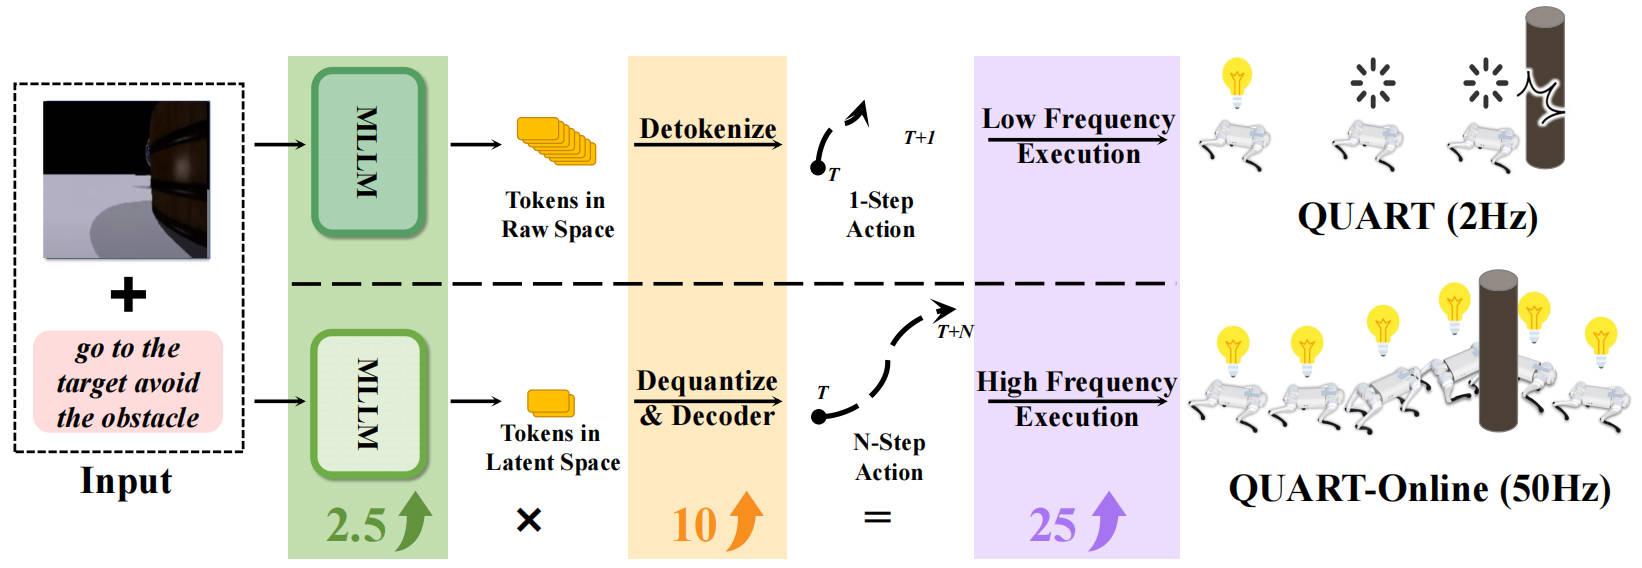 go to the
target avoid
the obstacle
Input
MLLM
Tokens in
Raw Space
Detokenize
T
T+1
1-Step
Action
Low Frequency
Execution
QUART (2Hz)
MLLM
Tokens in
Latent Space
Dequantize
& Decoder
T
T+N
N-Step
Action
High Frequency
Execution
QUART-Online (50Hz)
2.5 × 10 = 25